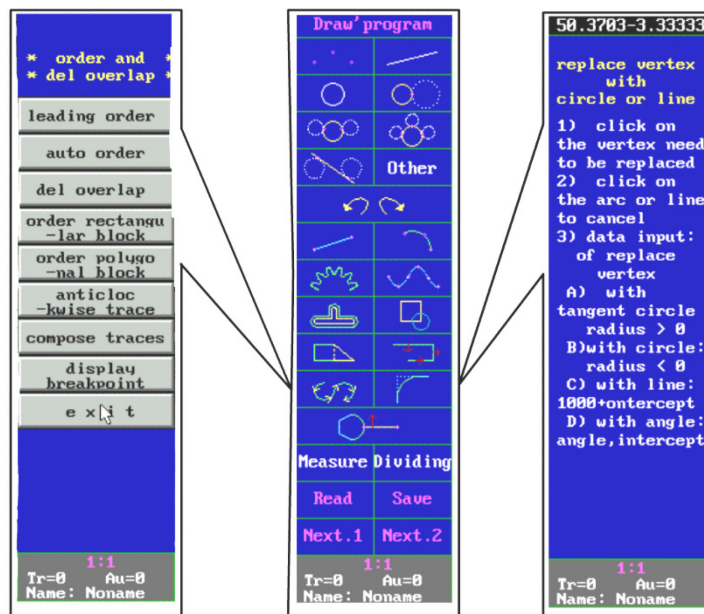 * order and *
* del overlap *
leading order
auto order
del overlap
order rectangu
-lar block
order polygo
-nal block
anticloc
-kwise trace
compose traces
display
breakpoint
e x i t
1:1
Tr=0 Au=0
Name: Noname
Draw'program
Other
Measure Dividing
Read Save
Next.1 Next.2
1:1
Tr=0 Au=0
Name: Noname
50.3703-3.33333
replace vertex
with
circle or line
1) click on
the vertex need
to be replaced
2) click on
the arc or line
to cancel
3) data input:
of replace
vertex
A) with
tangent circle
radius > 0
B)with circle:
radius < 0
C) with line:
1000+ontercept
D) with angle:
angle,intercept
1:1
Tr=0 Au=0
Name: Noname